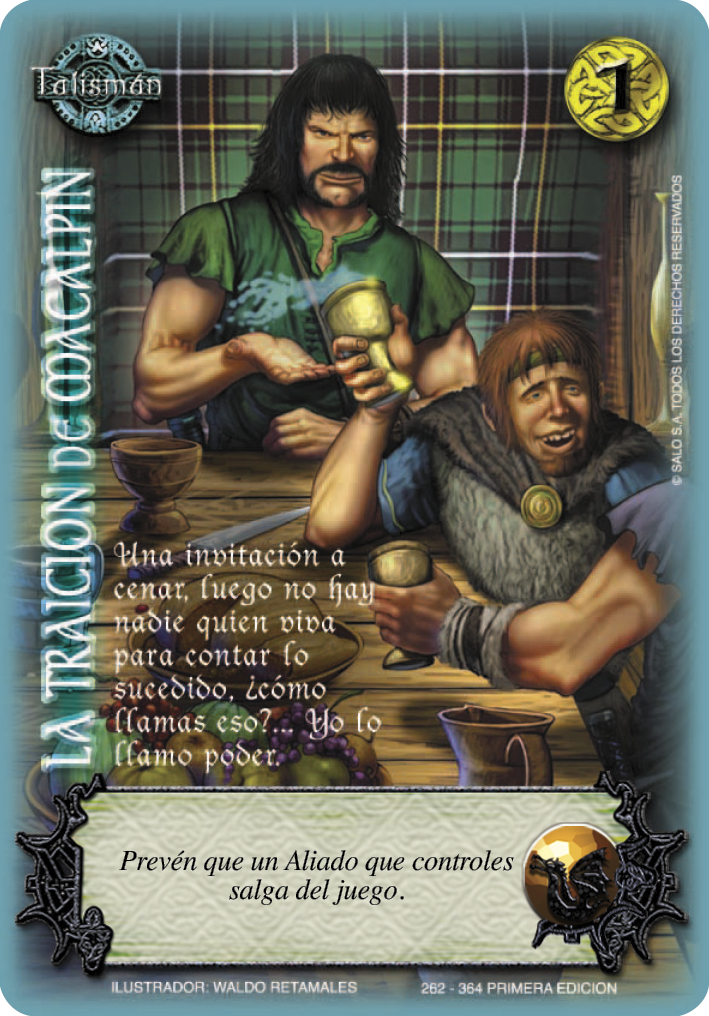 Talismán
1
LA TRAICION DE MACALPIN
© SALO S.A. TODOS LOS DERECHOS RESERVADOS
Una invitación a
cenar, luego no hay
nadie quien viva
para contar lo
sucedido, ¿cómo
llamas eso?... Yo lo
llamo poder.
Prevén que un Aliado que controles
salga del juego.
ILUSTRADOR: WALDO RETAMALES 262 - 364 PRIMERA EDICION